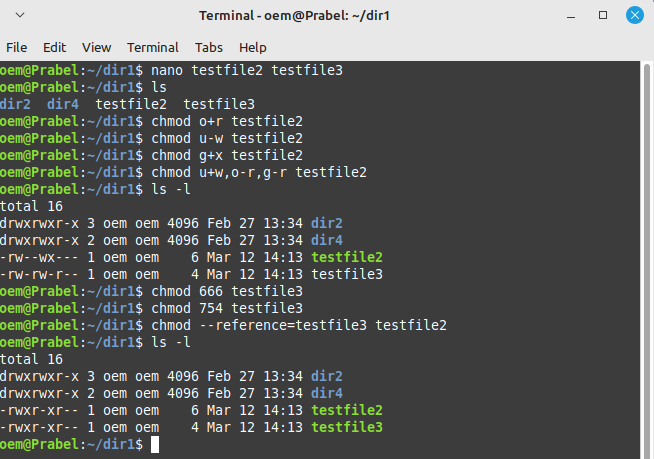 Terminal - oem@Prabel: ~/dir1
File Edit View Terminal Tabs Help
oem@Prabel:~/dir1$ nano testfile2 testfile3
oem@Prabel:~/dir1$ ls
dir2  dir4  testfile2  testfile3
oem@Prabel:~/dir1$ chmod o+r testfile2
oem@Prabel:~/dir1$ chmod u-w testfile2
oem@Prabel:~/dir1$ chmod g+x testfile2
oem@Prabel:~/dir1$ chmod u+w,o-r,g-r testfile2
oem@Prabel:~/dir1$ ls -l
total 16
drwxrwxr-x 3 oem oem 4096 Feb 27 13:34 dir2
drwxrwxr-x 2 oem oem 4096 Feb 27 13:34 dir4
-rw--wx--- 1 oem oem    6 Mar 12 14:13 testfile2
-rw-rw-r-- 1 oem oem    4 Mar 12 14:13 testfile3
oem@Prabel:~/dir1$ chmod 666 testfile3
oem@Prabel:~/dir1$ chmod 754 testfile3
oem@Prabel:~/dir1$ chmod --reference=testfile3 testfile2
oem@Prabel:~/dir1$ ls -l
total 16
drwxrwxr-x 3 oem oem 4096 Feb 27 13:34 dir2
drwxrwxr-x 2 oem oem 4096 Feb 27 13:34 dir4
-rwxr-xr-- 1 oem oem    6 Mar 12 14:13 testfile2
-rwxr-xr-- 1 oem oem    4 Mar 12 14:13 testfile3
oem@Prabel:~/dir1$